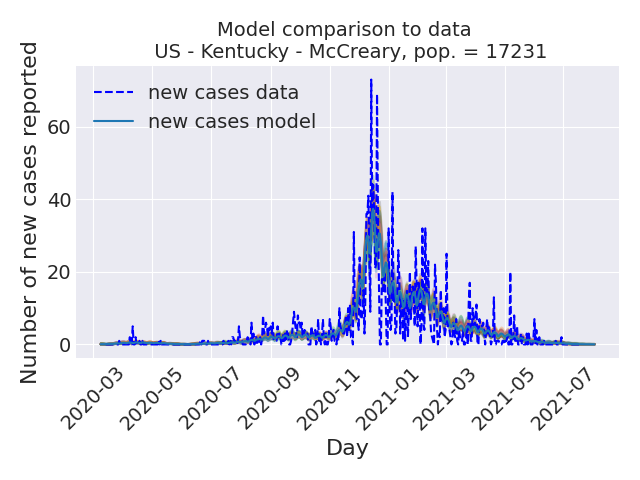 Model comparison to data
US - Kentucky - McCreary, pop. = 17231
Number of new cases reported
new cases data
new cases model
60
40
20
0
2020-03
2020-05
2020-07
2020-09
2020-11
2021-01
2021-03
2021-05
2021-07
Day